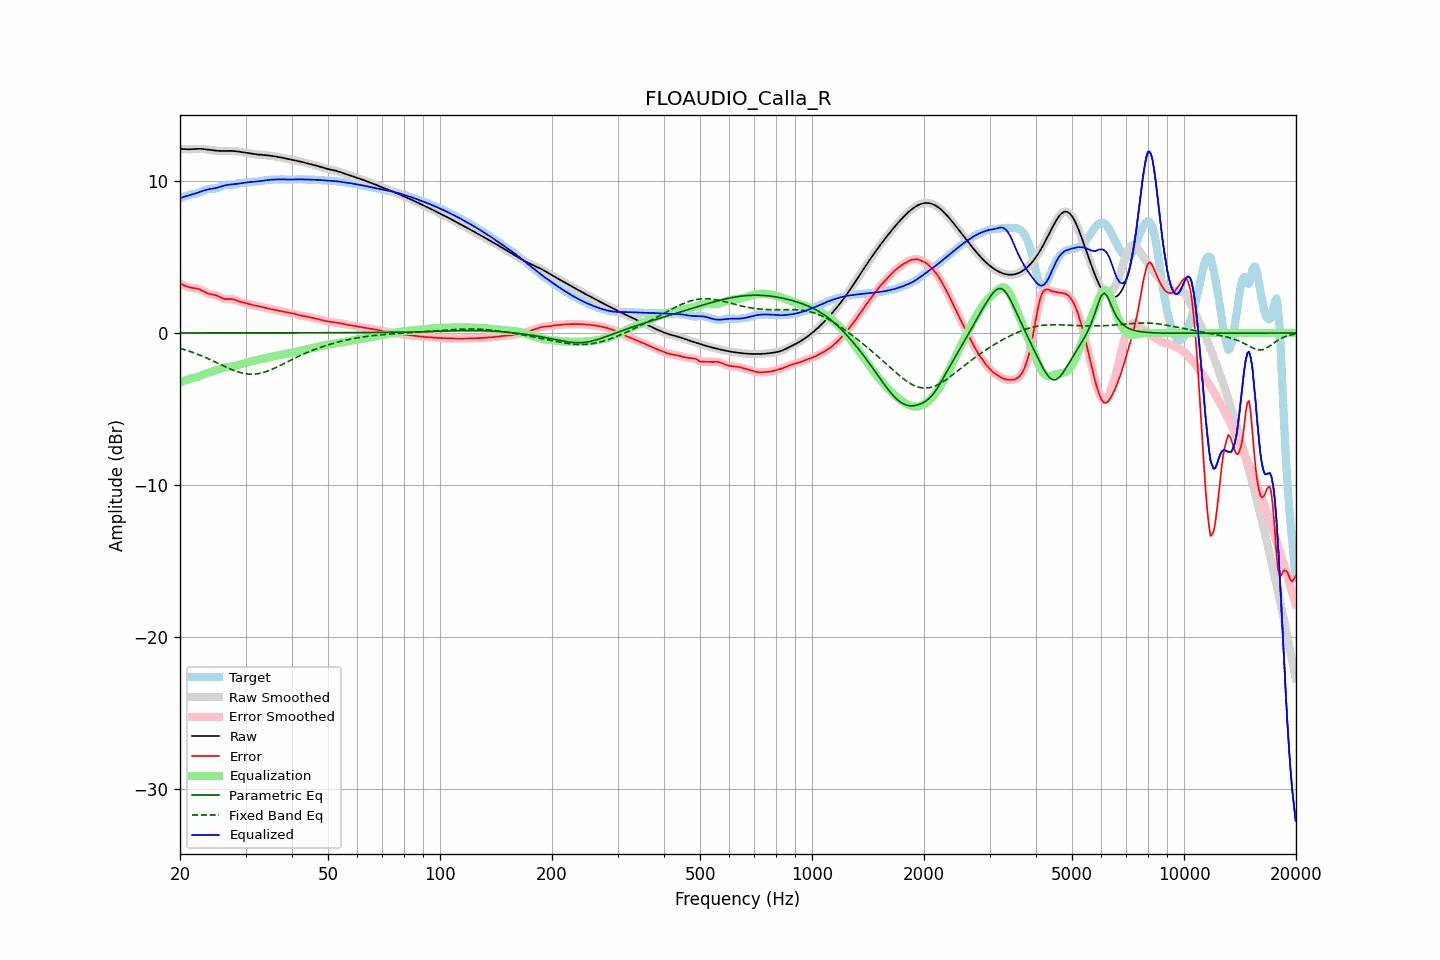 FLOAUDIO_Calla_R
Amplitude (dBr)
10
0
−10
−20
−30
Target
Raw Smoothed
Error Smoothed
Raw
Error
Equalization
Parametric Eq
Fixed Band Eq
Equalized
20 50 100 200 500 1000 2000 5000 10000 20000
Frequency (Hz)